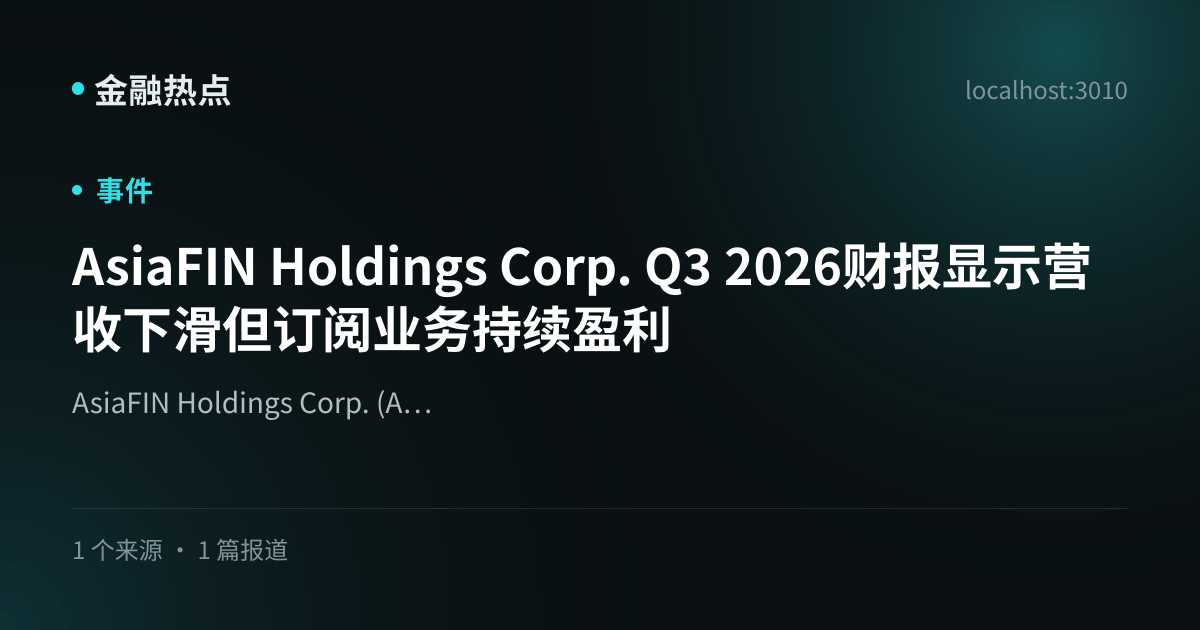 金融热点
localhost:3010
事件
AsiaFIN Holdings Corp. Q3 2026财报显示营
收下滑但订阅业务持续盈利
AsiaFIN Holdings Corp. (A…
1 个来源 · 1 篇报道